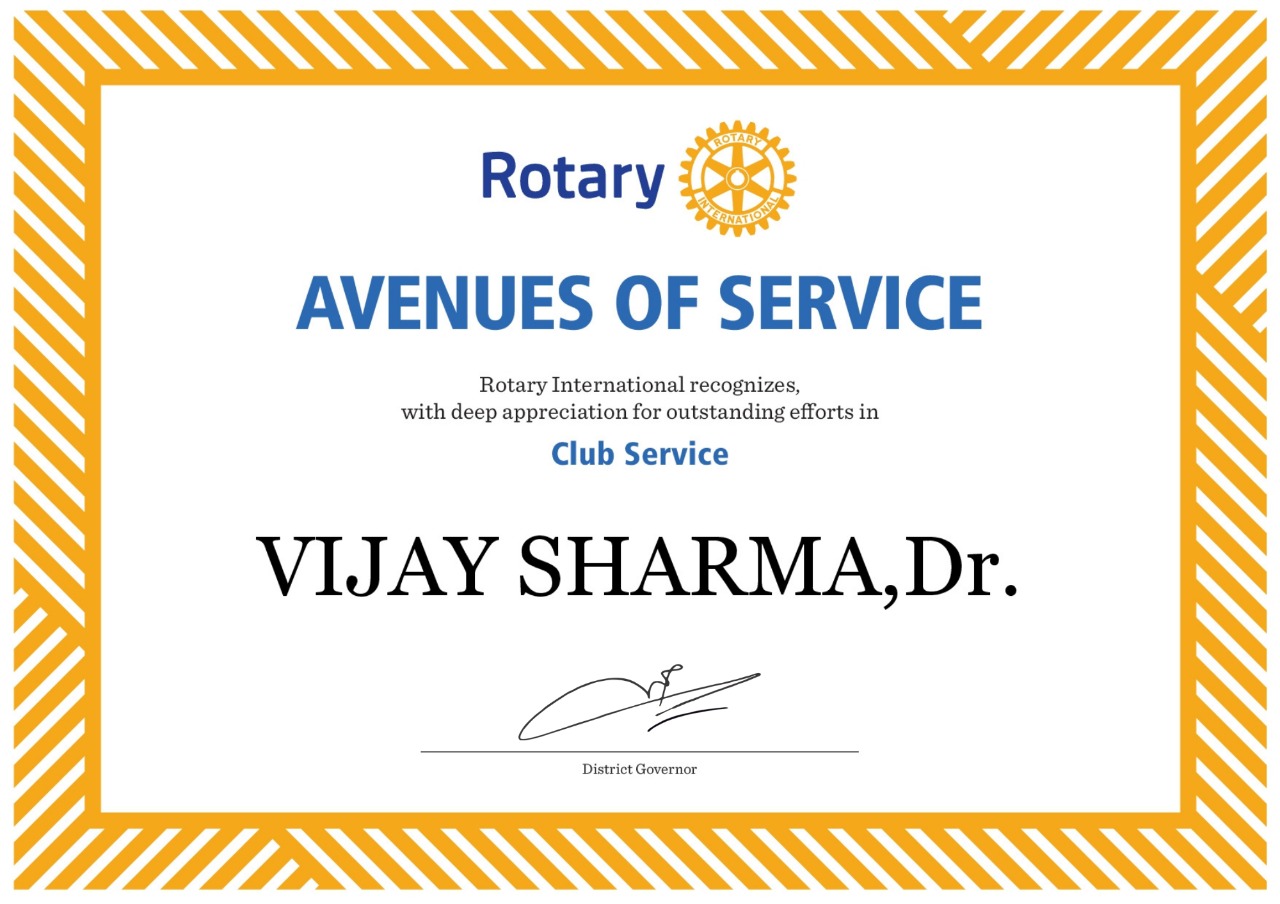 Rotary
ROTARY
INTERNATIONAL
AVENUES OF SERVICE
Rotary International recognizes,
with deep appreciation for outstanding efforts in
Club Service
VIJAY SHARMA,Dr.
District Governor